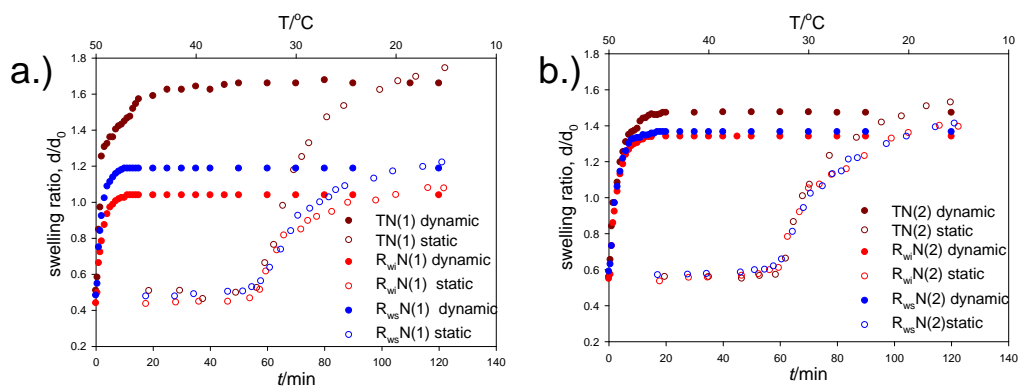 a.)
T/°C
50 40 30 20 10
swelling ratio, d/d₀
1.8
1.6
1.4
1.2
1.0
0.8
0.6
0.4
0.2
TN(1) dynamic
TN(1) static
RwiN(1) dynamic
RwiN(1) static
RwsN(1) dynamic
RwsN(1) static
0 20 40 60 80 100 120 140
t/min
b.)
T/°C
50 40 30 20 10
swelling ratio, d/d₀
1.8
1.6
1.4
1.2
1.0
0.8
0.6
0.4
0.2
TN(2) dynamic
TN(2) static
RwiN(2) dynamic
RwiN(2) static
RwsN(2) dynamic
RwsN(2)static
0 20 40 60 80 100 120 140
t/min